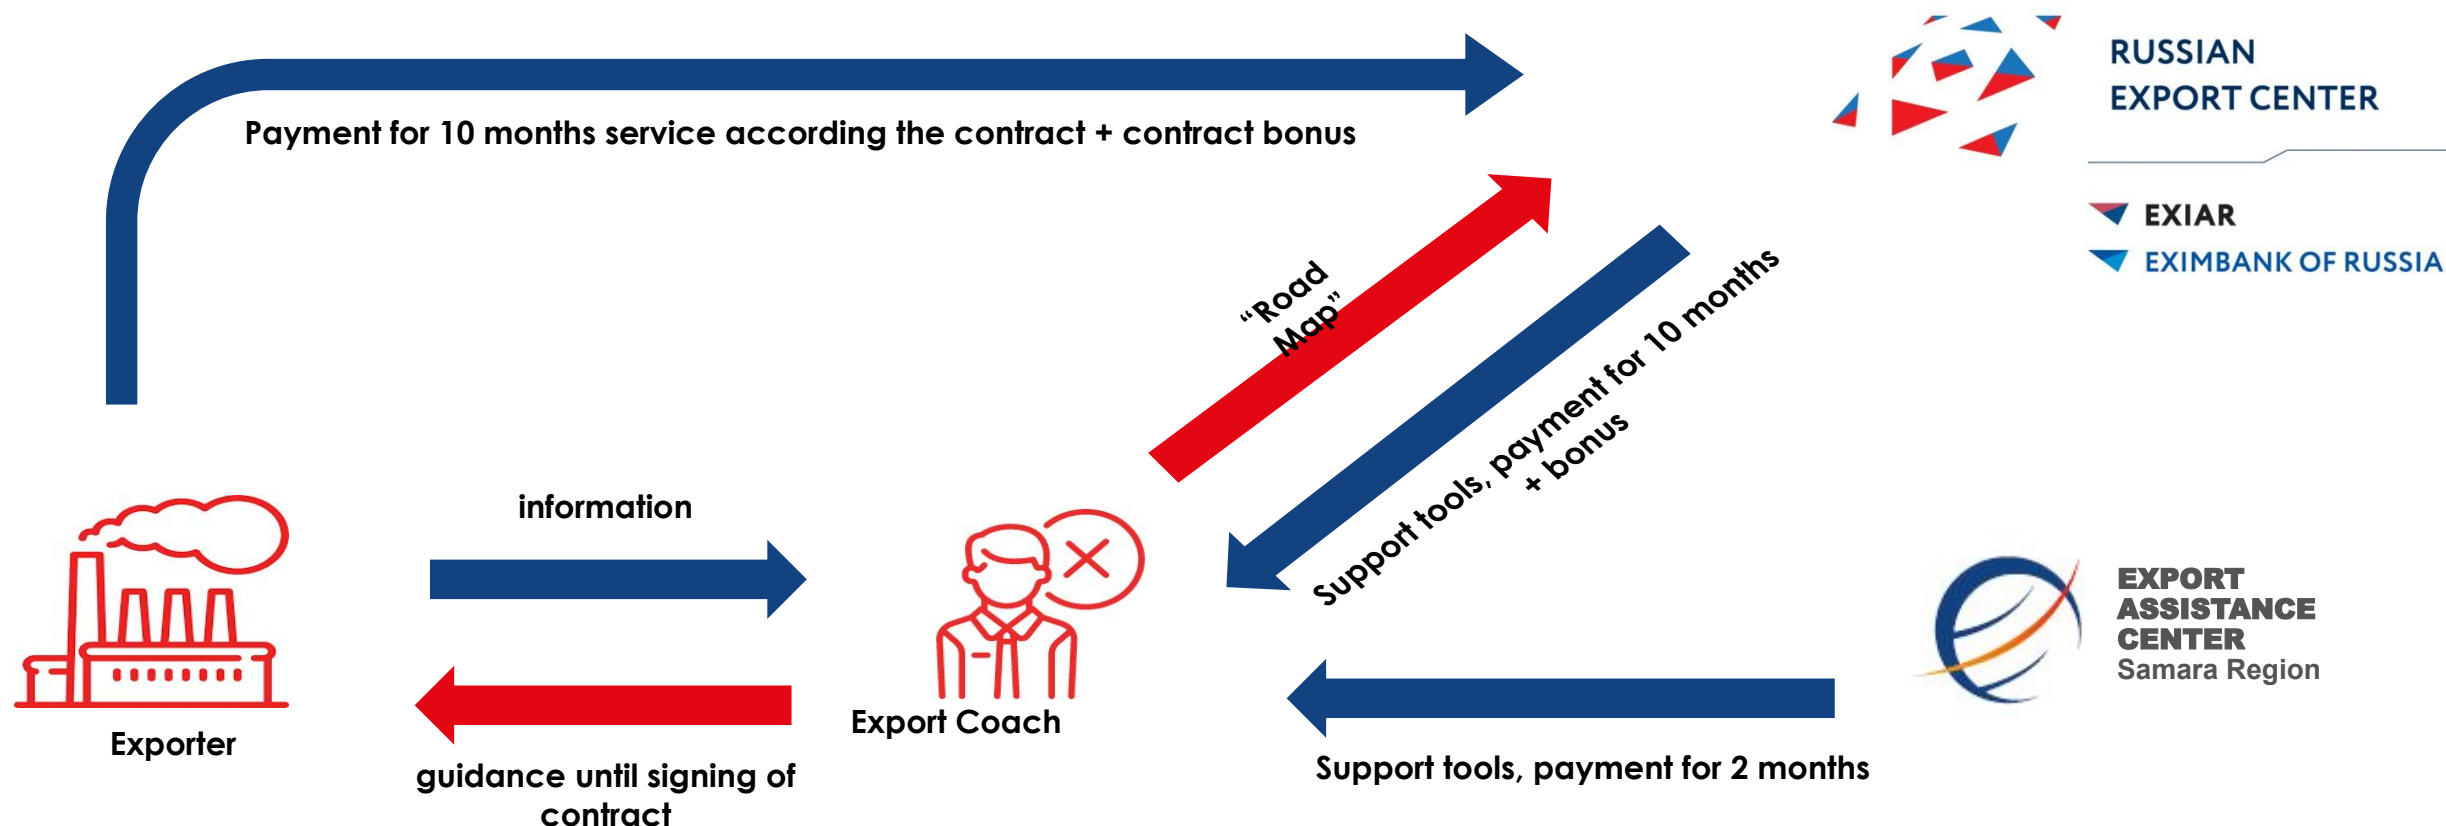 RUSSIAN
EXPORT CENTER
Payment for 10 months service according the contract + contract bonus
EXIAR
EXIMBANK OF RUSSIA
“Road
Map”
Support tools, payment for 10 months
+ bonus
information
EXPORT
ASSISTANCE
CENTER
Samara Region
Export Coach
Exporter
guidance until signing of
contract
Support tools, payment for 2 months